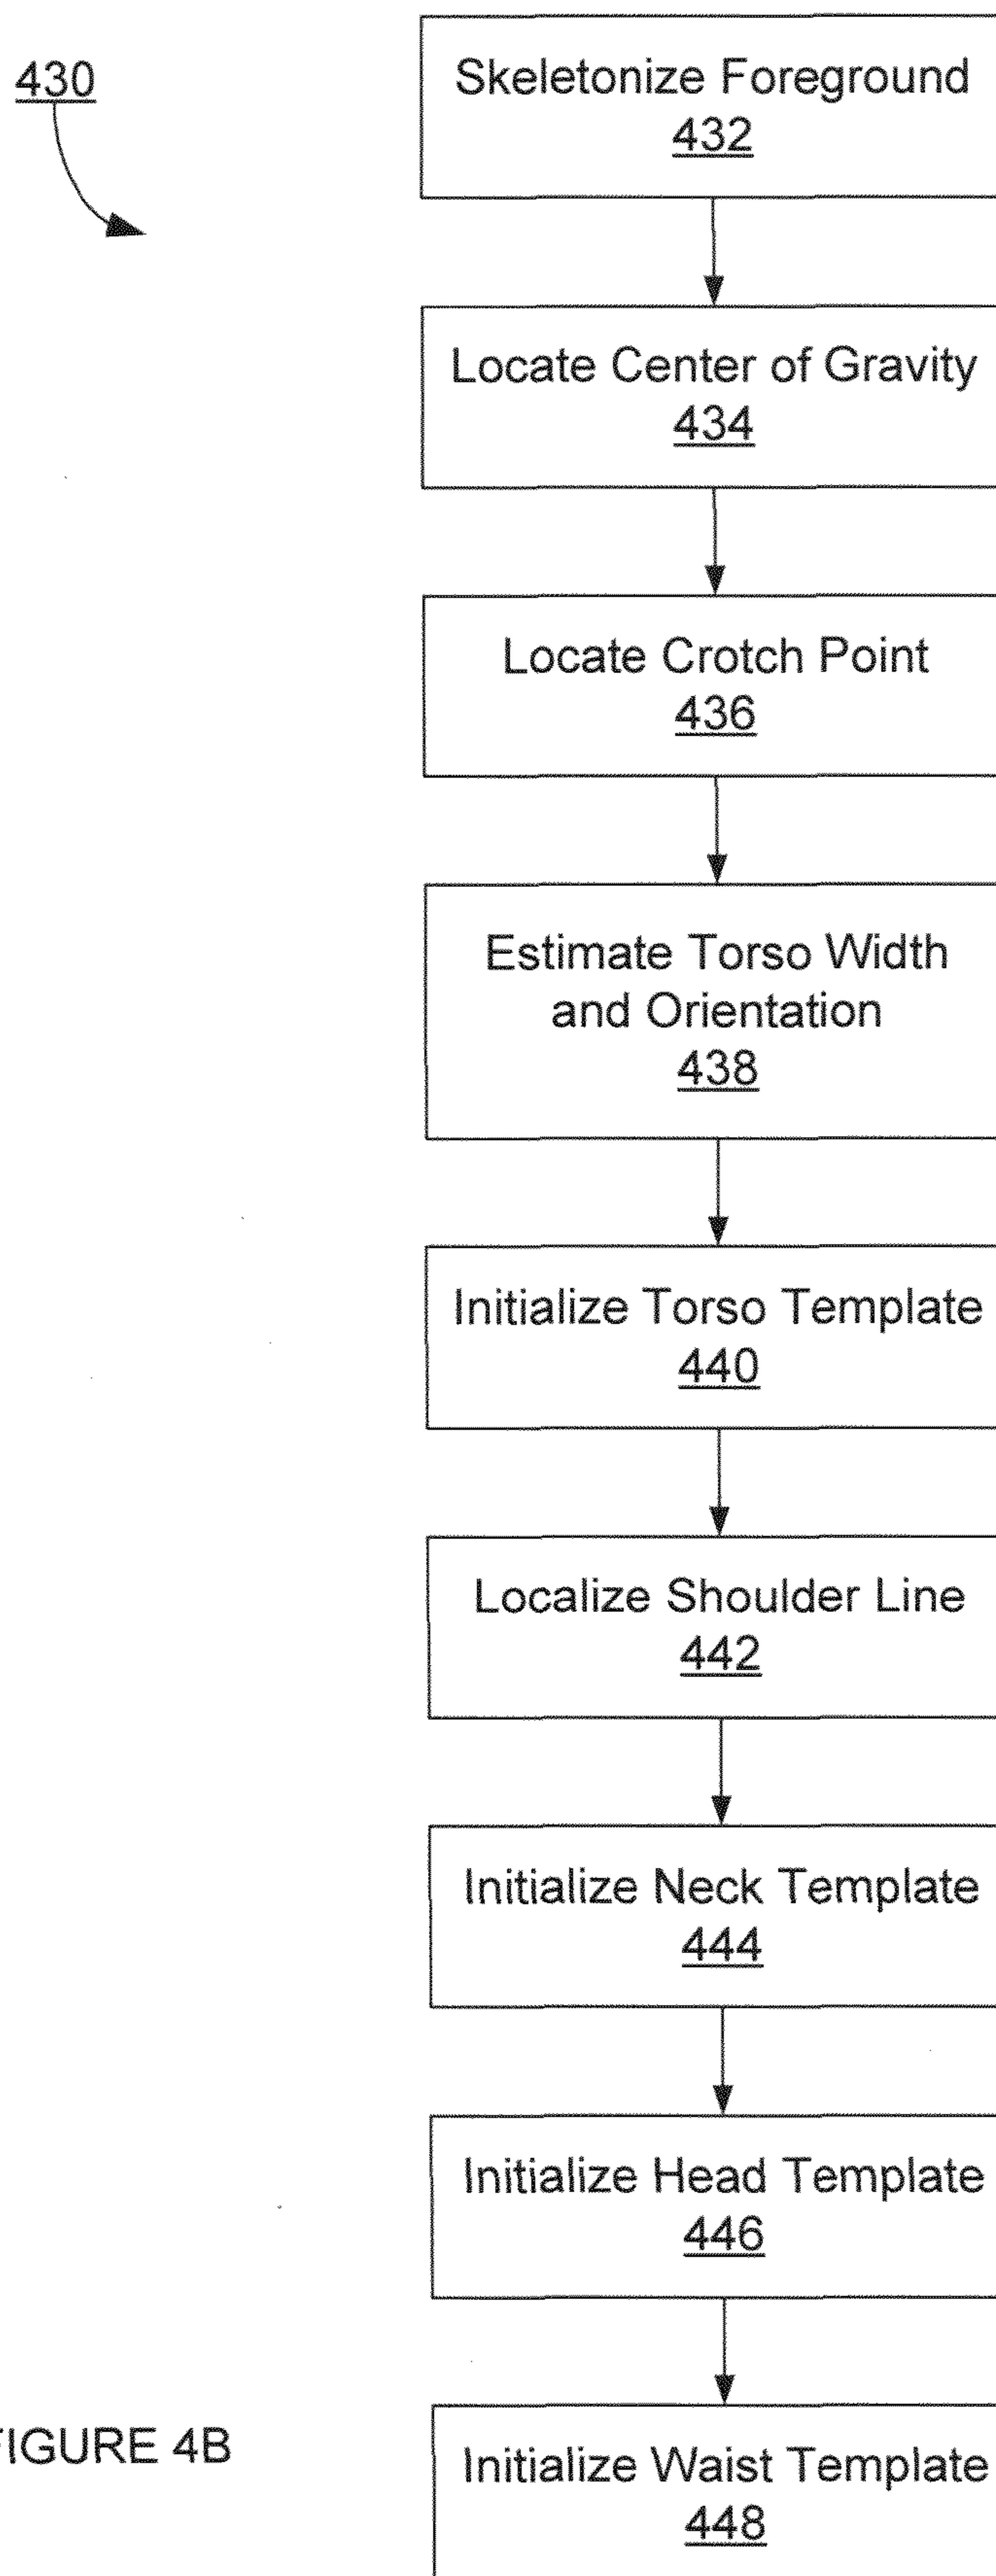 430
Skeletonize Foreground
432
Locate Center of Gravity
434
Locate Crotch Point
436
Estimate Torso Width
and Orientation
438
Initialize Torso Template
440
Localize Shoulder Line
442
Initialize Neck Template
444
Initialize Head Template
446
FIGURE 4B
Initialize Waist Template
448